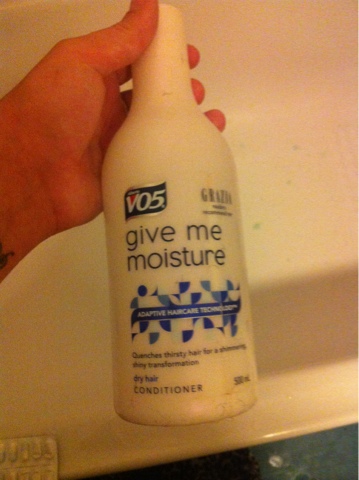 VO5
GRAZIA
give me
moisture
ADAPTIVE HAIRCARE TECHNOLOGY
Quenches thirsty hair for a shimmering,
shiny transformation
dry hair
CONDITIONER
500 mL